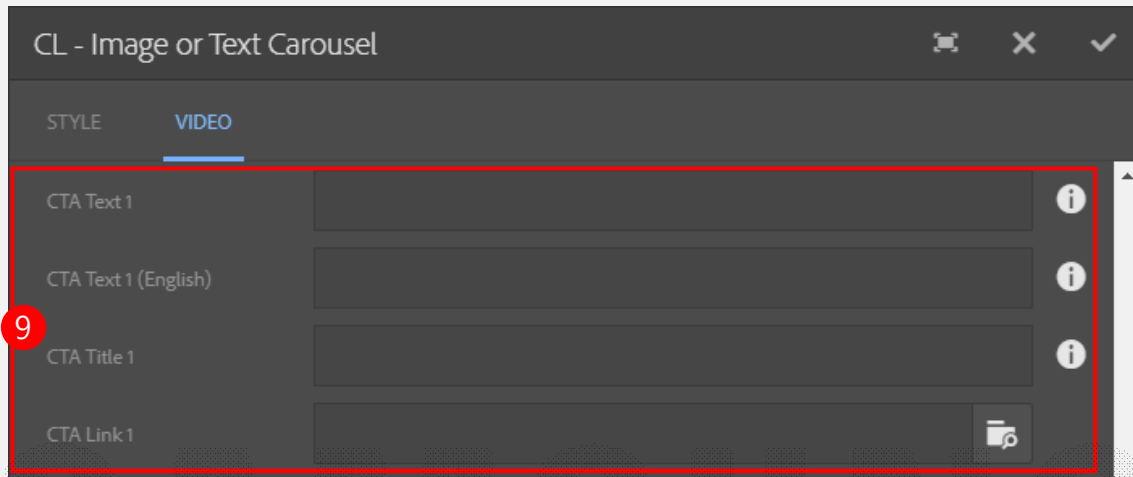 CL - Image or Text Carousel
STYLE VIDEO
CTA Text 1
CTA Text 1 (English)
9
CTA Title 1
CTA Link 1